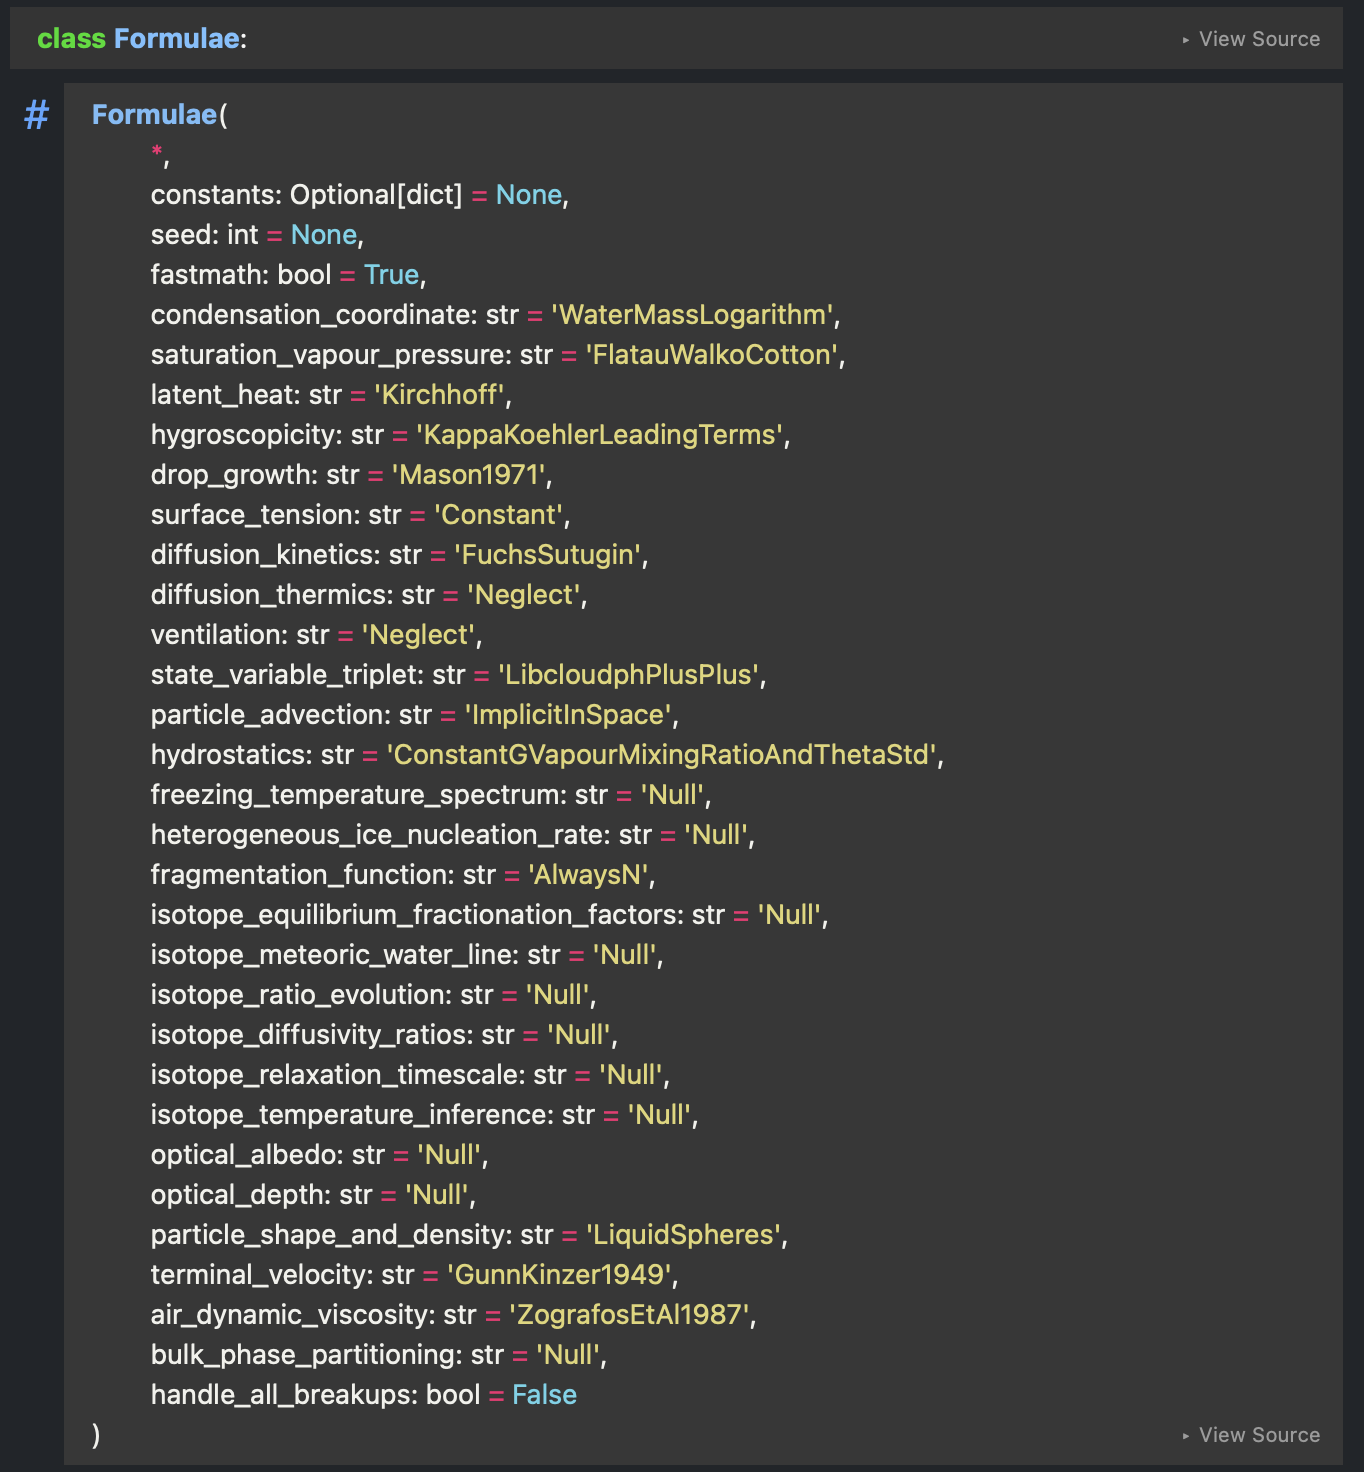 class Formulae:
▸ View Source
#
Formulae(
*,
constants: Optional[dict] = None,
seed: int = None,
fastmath: bool = True,
condensation_coordinate: str = 'WaterMassLogarithm',
saturation_vapour_pressure: str = 'FlatauWalkoCotton',
latent_heat: str = 'Kirchhoff',
hygroscopicity: str = 'KappaKoehlerLeadingTerms',
drop_growth: str = 'Mason1971',
surface_tension: str = 'Constant',
diffusion_kinetics: str = 'FuchsSutugin',
diffusion_thermics: str = 'Neglect',
ventilation: str = 'Neglect',
state_variable_triplet: str = 'LibcloudphPlusPlus',
particle_advection: str = 'ImplicitInSpace',
hydrostatics: str = 'ConstantGVapourMixingRatioAndThetaStd',
freezing_temperature_spectrum: str = 'Null',
heterogeneous_ice_nucleation_rate: str = 'Null',
fragmentation_function: str = 'AlwaysN',
isotope_equilibrium_fractionation_factors: str = 'Null',
isotope_meteoric_water_line: str = 'Null',
isotope_ratio_evolution: str = 'Null',
isotope_diffusivity_ratios: str = 'Null',
isotope_relaxation_timescale: str = 'Null',
isotope_temperature_inference: str = 'Null',
optical_albedo: str = 'Null',
optical_depth: str = 'Null',
particle_shape_and_density: str = 'LiquidSpheres',
terminal_velocity: str = 'GunnKinzer1949',
air_dynamic_viscosity: str = 'ZografosEtAl1987',
bulk_phase_partitioning: str = 'Null',
handle_all_breakups: bool = False
)
▸ View Source